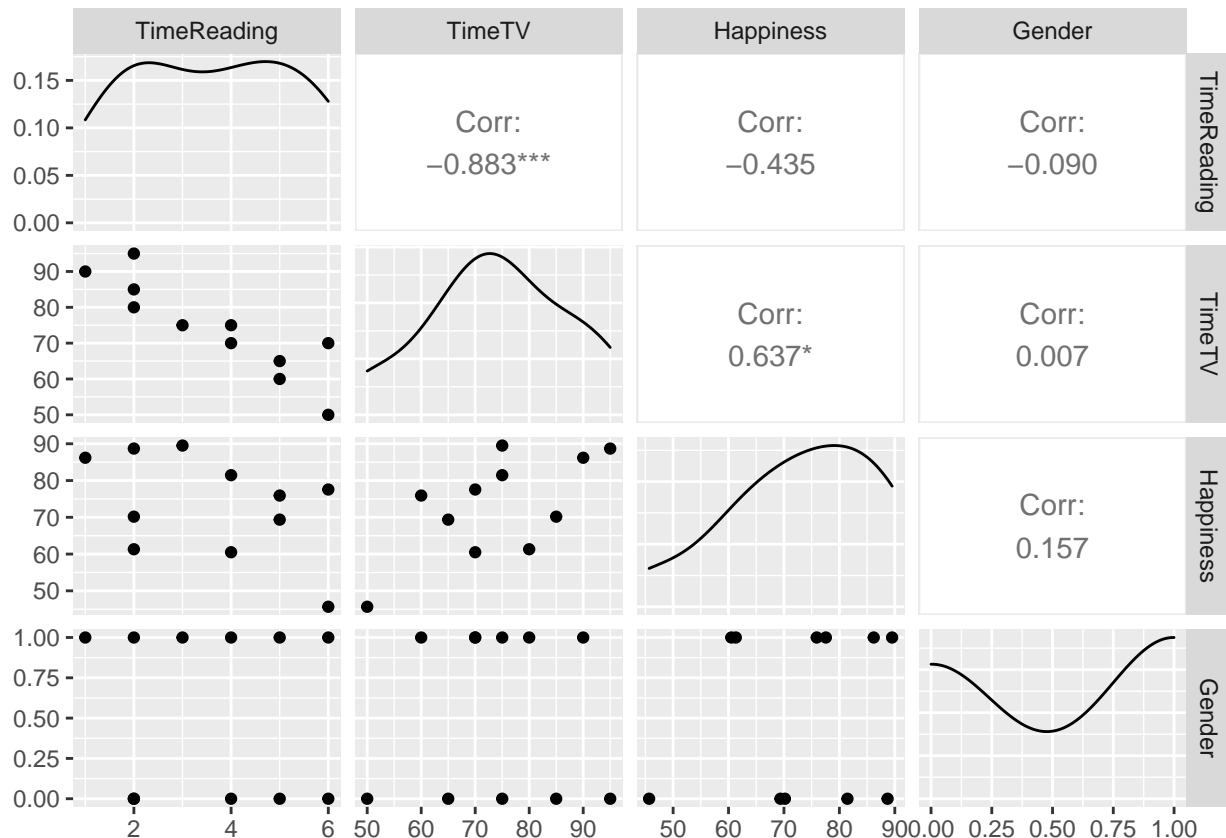 TimeReading TimeTV Happiness Gender
0.15
0.10
0.05
0.00
Corr:
−0.883***
Corr:
−0.435
Corr:
−0.090
TimeReading
90
80
70
60
50
Corr:
0.637*
Corr:
0.007
TimeTV
90
80
70
60
50
Corr:
0.157
Happiness
1.00
0.75
0.50
0.25
0.00
Gender
2 4 6 50 60 70 80 90 50 60 70 80 90 0.00 0.25 0.50 0.75 1.00